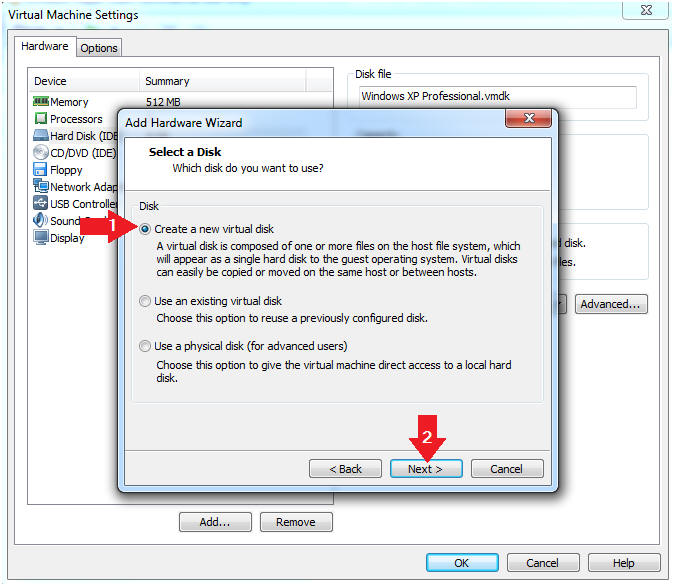 Virtual Machine Settings
Hardware
Options
Device Summary
Memory 512 MB
Processors
Hard Disk (IDE
CD/DVD (IDE)
Floppy
Network Adap
USB Controller
Sound
Display
Disk file
Windows XP Professional.vmdk
Add Hardware Wizard
Select a Disk
Which disk do you want to use?
Disk
1
Create a new virtual disk
A virtual disk is composed of one or more files on the host file system, which
will appear as a single hard disk to the guest operating system. Virtual disks
can easily be copied or moved on the same host or between hosts.
Use an existing virtual disk
Choose this option to reuse a previously configured disk.
Use a physical disk (for advanced users)
Choose this option to give the virtual machine direct access to a local hard
disk.
2
< Back
Next >
Cancel
disk.
les.
Advanced...
Add...
Remove
OK
Cancel
Help